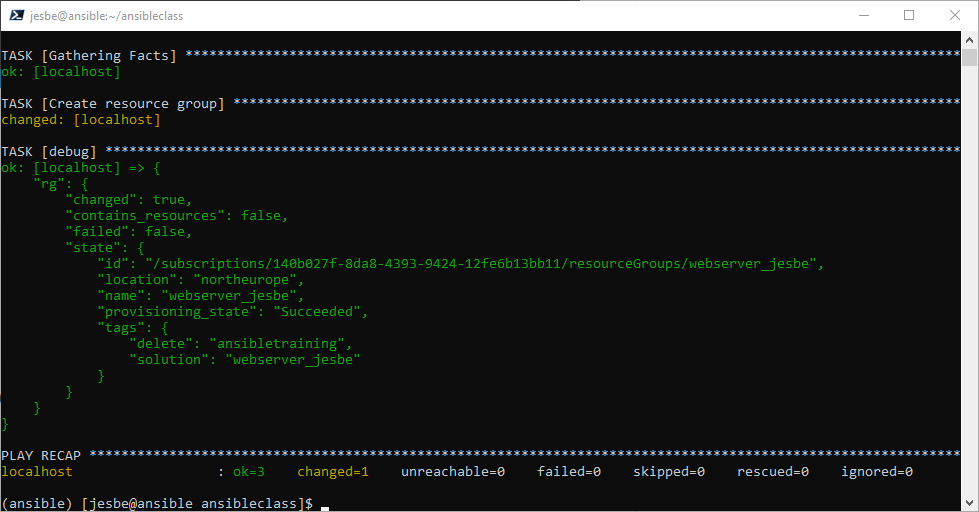 jesbe@ansible:~/ansibleclass
TASK [Gathering Facts] *************************************************************************************************
ok: [localhost]
TASK [Create resource group] *******************************************************************************************
changed: [localhost]
TASK [debug] ***********************************************************************************************************
ok: [localhost] => {
    "rg": {
        "changed": true,
        "contains_resources": false,
        "failed": false,
        "state": {
            "id": "/subscriptions/140b027f-8da8-4393-9424-12fe6b13bb11/resourceGroups/webserver_jesbe",
            "location": "northeurope",
            "name": "webserver_jesbe",
            "provisioning_state": "Succeeded",
            "tags": {
                "delete": "ansibletraining",
                "solution": "webserver_jesbe"
            }
        }
    }
}
PLAY RECAP *************************************************************************************************************
localhost                  : ok=3    changed=1    unreachable=0    failed=0    skipped=0    rescued=0    ignored=0
(ansible) [jesbe@ansible ansibleclass]$